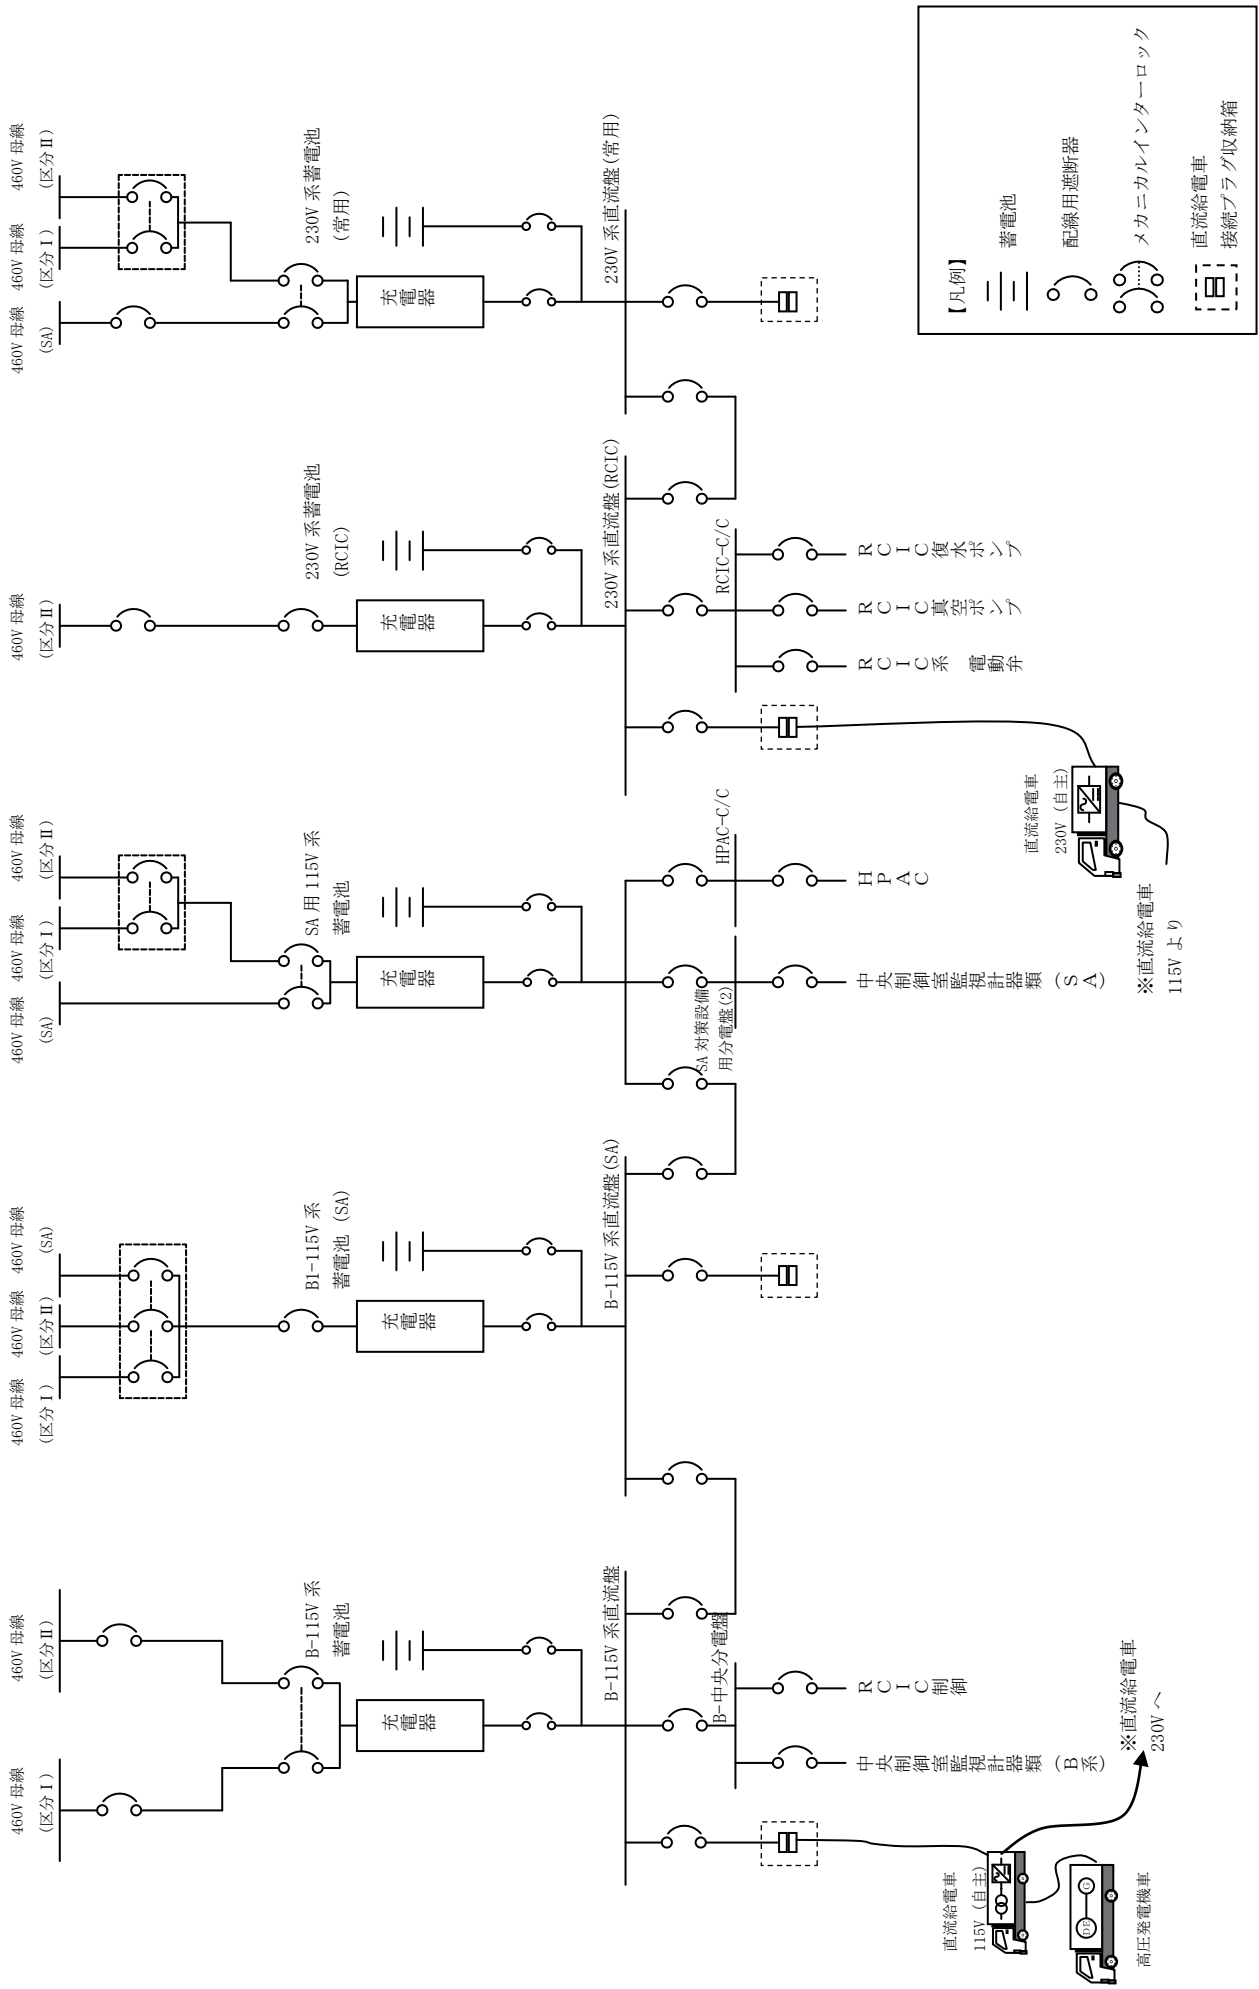 460V 母線
(区分Ⅰ)
460V 母線
(区分Ⅱ)
B-115V 系
蓄電池
充電器
B-115V 系直流盤
B-中央分電盤
中央制御室監視計器類（B系）
RCIC制御
直流給電車
115V（自主）
高圧発電機車
DE
G
※直流給電車
230V へ
460V 母線
(区分Ⅰ)
460V 母線
(区分Ⅱ)
460V 母線
(SA)
B1-115V 系
蓄電池（SA）
充電器
B-115V 系直流盤(SA)
460V 母線
(SA)
460V 母線
(区分Ⅰ)
460V 母線
(区分Ⅱ)
SA 用 115V 系
蓄電池
充電器
SA 対策設備
用分電盤(2)
中央制御室監視計器類（SA）
HPAC-C/C
HPAC
460V 母線
(区分Ⅱ)
230V 系蓄電池
(RCIC)
充電器
230V 系直流盤(RCIC)
RCIC-C/C
RCIC系　電動弁
RCIC真空ポンプ
RCIC復水ポンプ
直流給電車
230V（自主）
※直流給電車
115V より
460V 母線
(SA)
460V 母線
(区分Ⅰ)
460V 母線
(区分Ⅱ)
230V 系蓄電池
(常用)
充電器
230V 系直流盤(常用)
【凡例】
蓄電池
配線用遮断器
メカニカルインターロック
直流給電車
接続プラグ収納箱